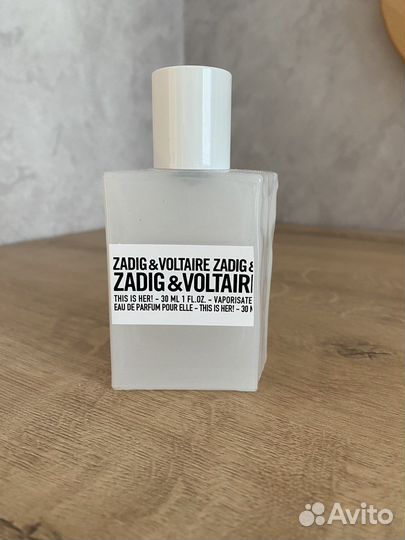 ZADIG &VOLTAIRE ZADIG &
ZADIG &VOLTAIRE
THIS IS HER! – 30 ML 1 FL.OZ. – VAPORISATE
EAU DE PARFUM POUR ELLE – THIS IS HER! – 30 M
Avito